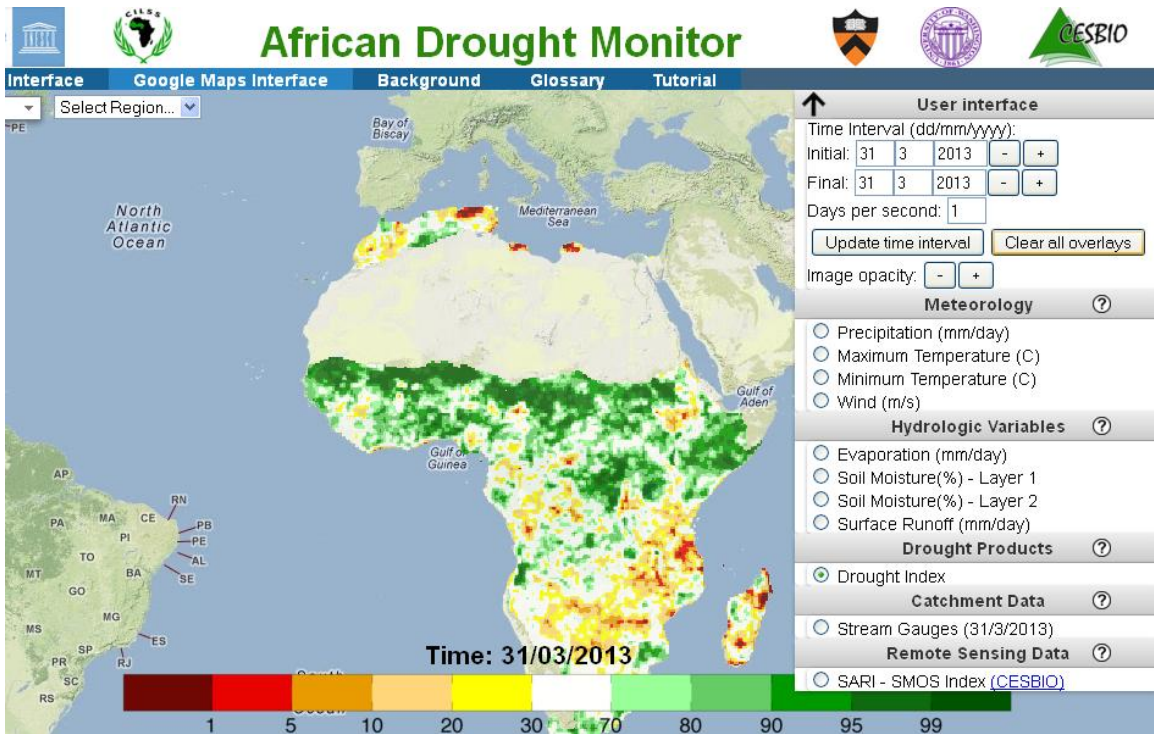 CILSS
African Drought Monitor
CESBIO
Interface Google Maps Interface Background Glossary Tutorial
Select Region...
PE
Bay of
Biscay
North
Atlantic
Ocean
Mediterranean
Sea
Gulf of
Aden
Gulf of
Guinea
AP
RN
PA MA CE PB
PI PE
TO AL
MT BA SE
GO
MG
MS ES
SP
PR RJ
SC
RS
User interface
Time Interval (dd/mm/yyyy):
Initial: 31 3 2013 - +
Final: 31 3 2013 - +
Days per second: 1
Update time interval Clear all overlays
Image opacity: - +
Meteorology ?
Precipitation (mm/day)
Maximum Temperature (C)
Minimum Temperature (C)
Wind (m/s)
Hydrologic Variables ?
Evaporation (mm/day)
Soil Moisture(%) - Layer 1
Soil Moisture(%) - Layer 2
Surface Runoff (mm/day)
Drought Products ?
Drought Index
Catchment Data ?
Stream Gauges (31/3/2013)
Remote Sensing Data ?
SARI - SMOS Index (CESBIO)
Time: 31/03/2013
1 5 10 20 30 70 80 90 95 99